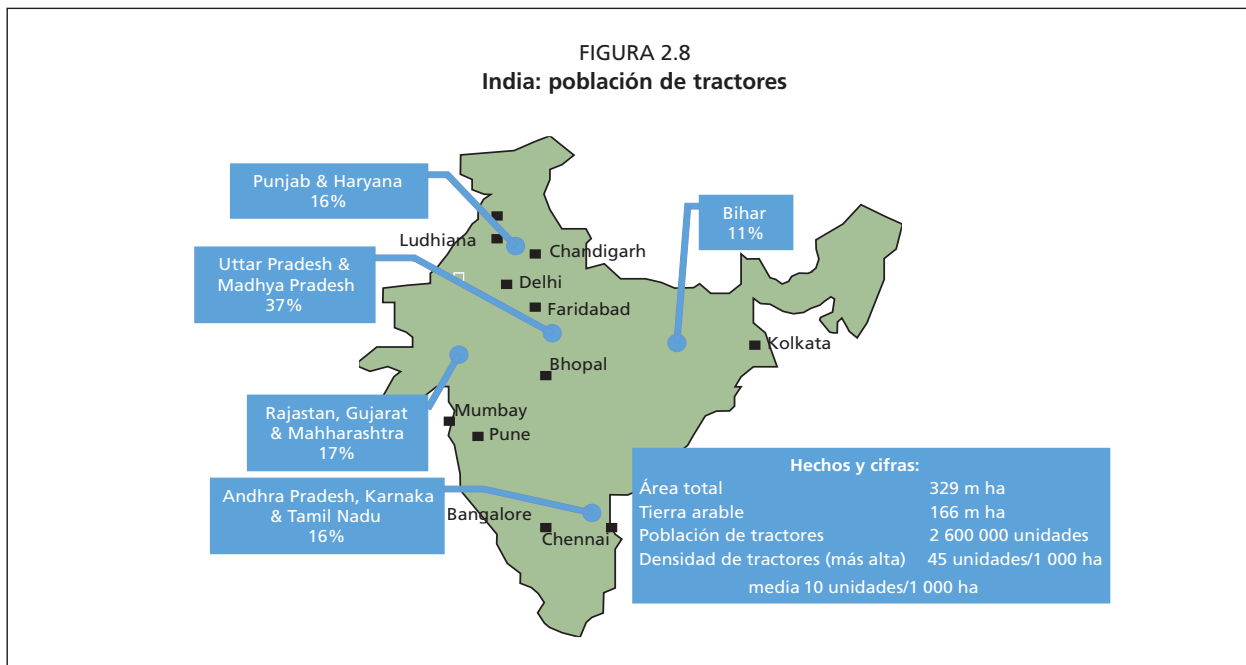 FIGURA 2.8
India: población de tractores
Punjab & Haryana
16%
Bihar
11%
Ludhiana
Chandigarh
Uttar Pradesh &
Madhya Pradesh
37%
Delhi
Faridabad
Kolkata
Bhopal
Rajastan, Gujarat
& Mahharashtra
17%
Mumbay
Pune
Andhra Pradesh, Karnaka
& Tamil Nadu
16%
Bangalore
Chennai
Hechos y cifras:
Área total 329 m ha
Tierra arable 166 m ha
Población de tractores 2 600 000 unidades
Densidad de tractores (más alta) 45 unidades/1 000 ha
media 10 unidades/1 000 ha